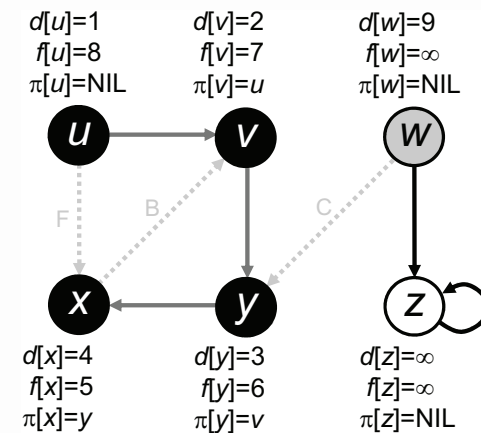 d[u]=1
f[u]=8
π[u]=NIL
d[v]=2
f[v]=7
π[v]=u
d[w]=9
f[w]=∞
π[w]=NIL
u
v
w
F
B
C
x
y
z
d[x]=4
f[x]=5
π[x]=y
d[y]=3
f[y]=6
π[y]=v
d[z]=∞
f[z]=∞
π[z]=NIL